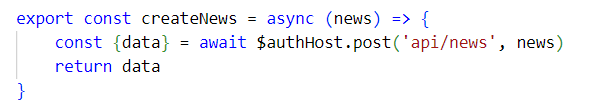 export const createNews = async (news) => {
    const {data} = await $authHost.post('api/news', news)
    return data
}